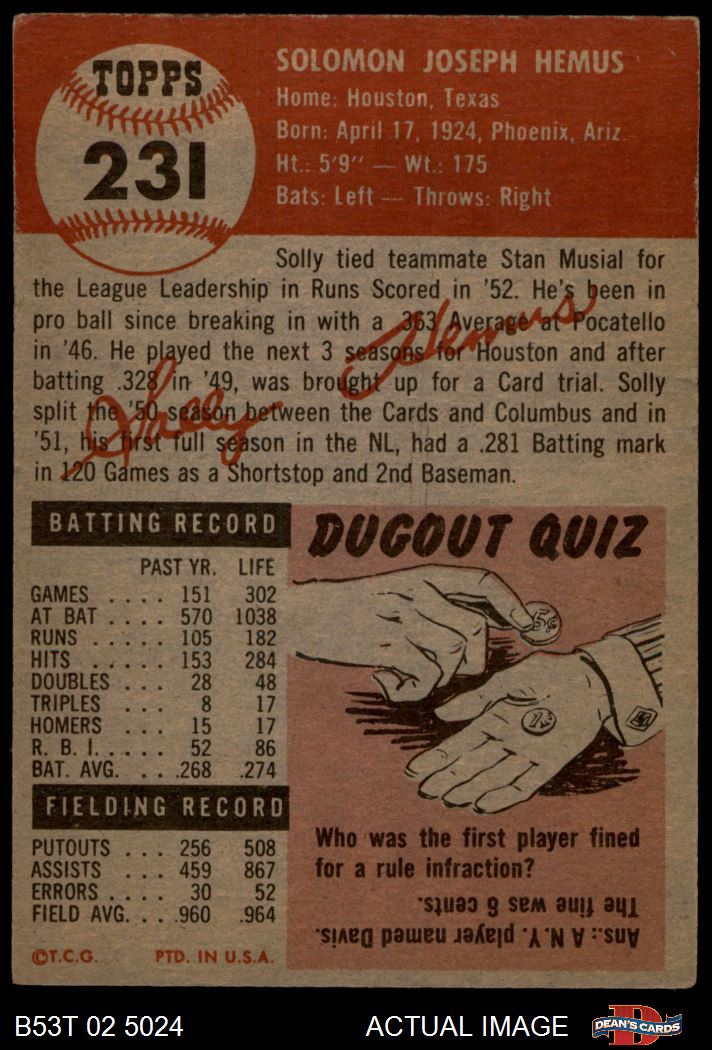 TOPPS
231
SOLOMON JOSEPH HEMUS
Home: Houston, Texas
Born: April 17, 1924, Phoenix, Ariz.
Ht.: 5'9" — Wt.: 175
Bats: Left — Throws: Right
Solly tied teammate Stan Musial for
the League Leadership in Runs Scored in '52. He's been in
pro ball since breaking in with a .363 Average at Pocatello
in '46. He played the next 3 seasons for Houston and after
batting .328 in '49, was brought up for a Card trial. Solly
split the '50 season between the Cards and Columbus and in
'51, his first full season in the NL, had a .281 Batting mark
in 120 Games as a Shortstop and 2nd Baseman.
Solly Hemus
BATTING RECORD
PAST YR. LIFE
GAMES .... 151 302
AT BAT .... 570 1038
RUNS ..... 105 182
HITS ..... 153 284
DOUBLES ... 28 48
TRIPLES ... 8 17
HOMERS ... 15 17
R. B. I. .... 52 86
BAT. AVG. ... .268 .274
FIELDING RECORD
PUTOUTS ... 256 508
ASSISTS ... 459 867
ERRORS .... 30 52
FIELD AVG. ... .960 .964
©T.C.G. PTD. IN U.S.A.
DUGOUT QUIZ
5¢
1¢
Who was the first player fined
for a rule infraction?
Ans.: A N.Y. player named Davis.
The fine was 6 cents.
B53T 02 5024
ACTUAL IMAGE
D
DEAN'S CARDS